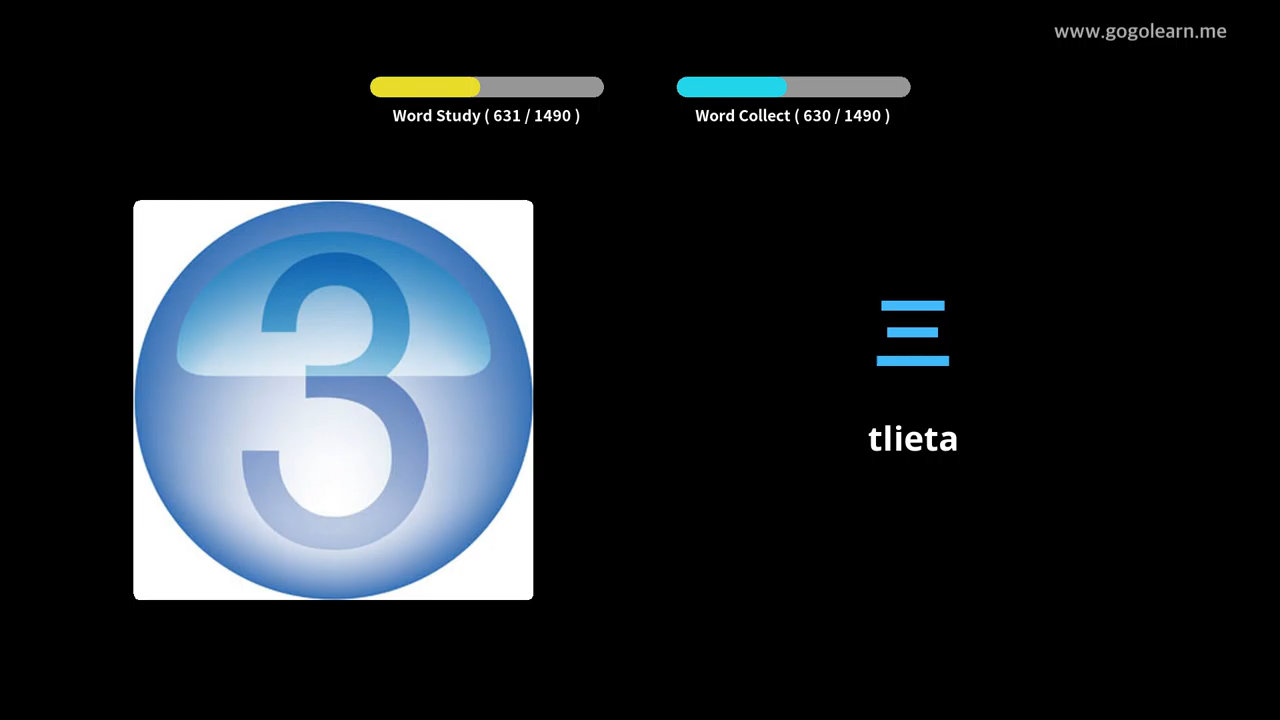 www.gogolearn.me
Word Study ( 631 / 1490 )
Word Collect ( 630 / 1490 )
3
三
tlieta